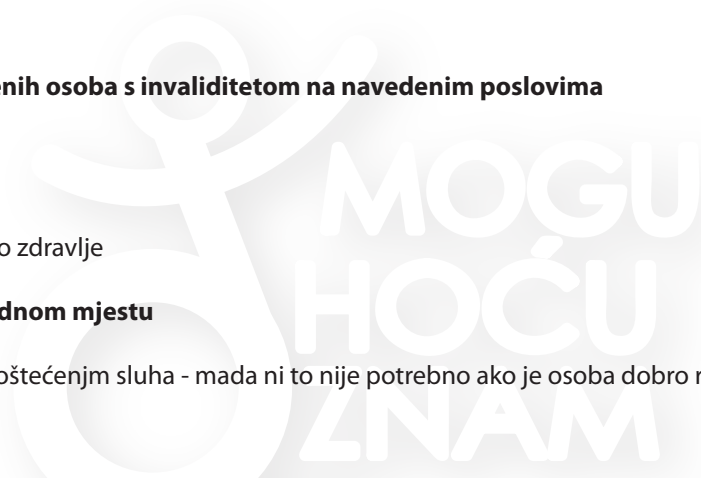 enih osoba s invaliditetom na navedenim poslovima
MOGU
o zdravlje
HOĆU
dnom mjestu
oštećenjm sluha - mada ni to nije potrebno ako je osoba dobro r
ZNAM